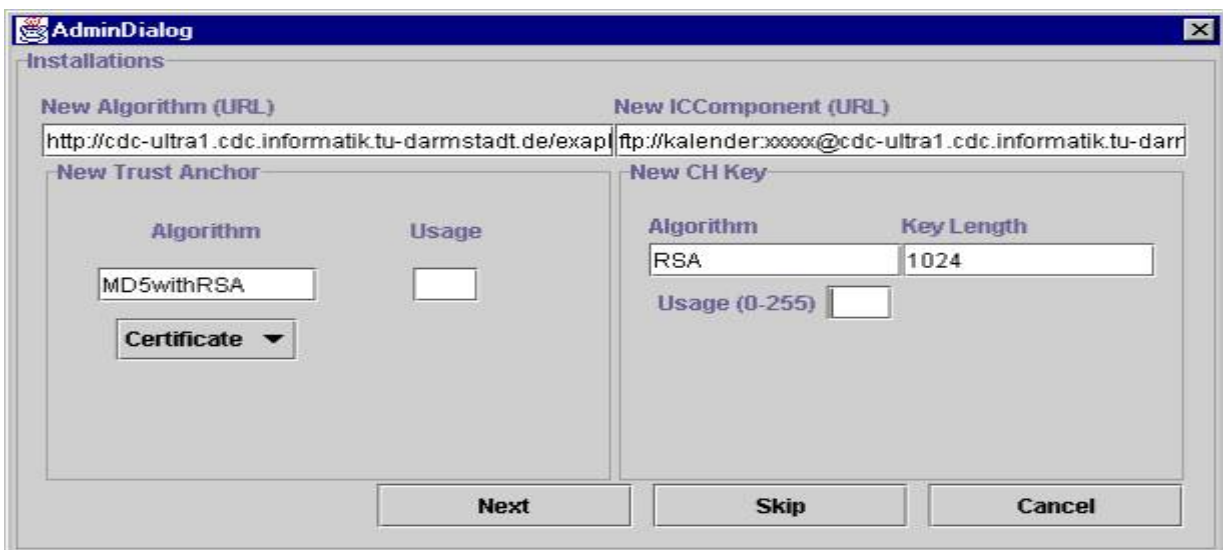 AdminDialog
Installations
New Algorithm (URL)
New ICComponent (URL)
http://cdc-ultra1.cdc.informatik.tu-darmstadt.de/exapl
ftp://kalender:xxxxx@cdc-ultra1.cdc.informatik.tu-darr
New Trust Anchor
Algorithm
Usage
MD5withRSA
Certificate
New CH Key
Algorithm
Key Length
RSA
1024
Usage (0-255)
Next
Skip
Cancel